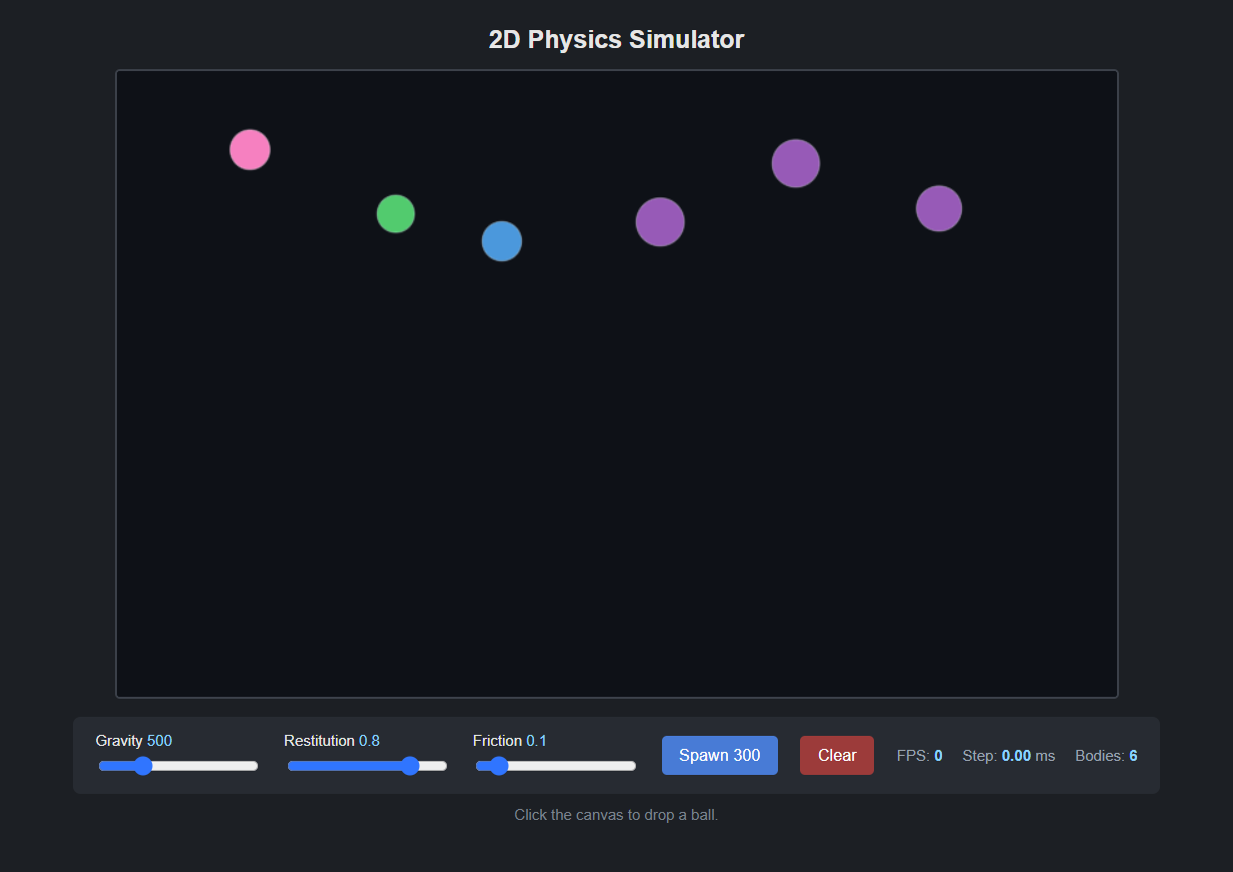 2D Physics Simulator
Gravity 500
Restitution 0.8
Friction 0.1
Spawn 300
Clear
FPS: 0
Step: 0.00 ms
Bodies: 6
Click the canvas to drop a ball.